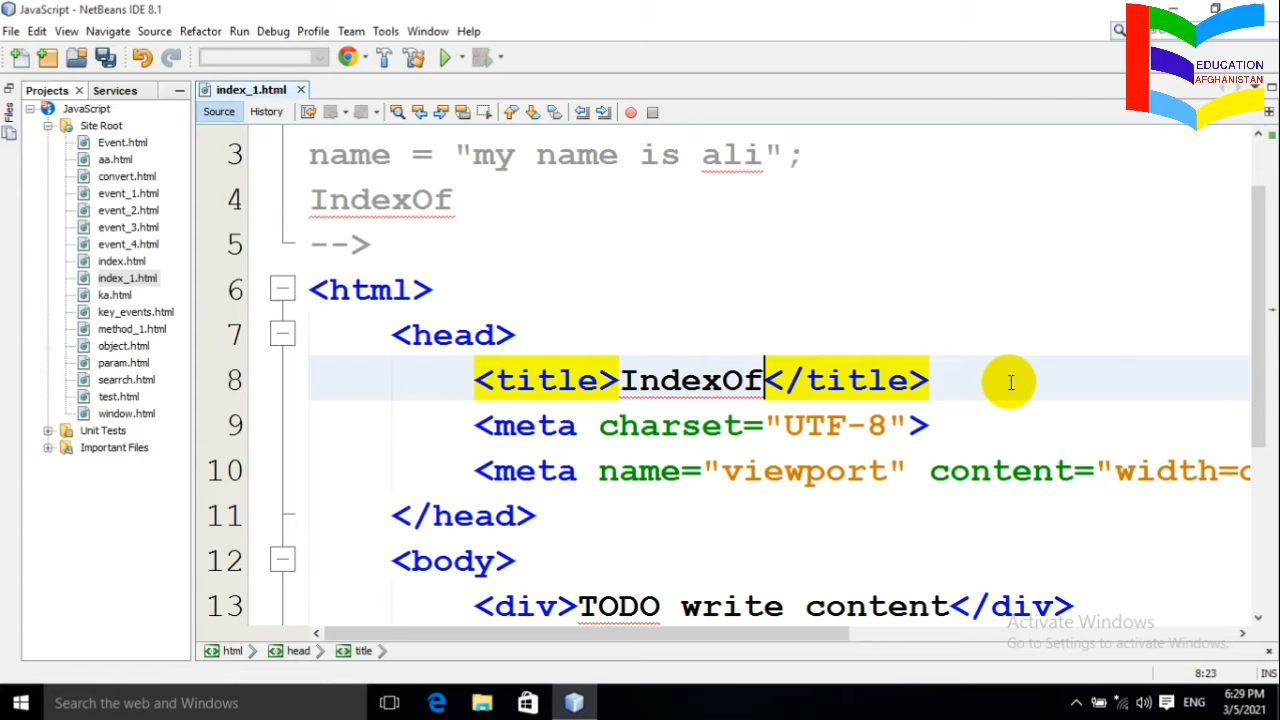 JavaScript - NetBeans IDE 8.1
File Edit View Navigate Source Refactor Run Debug Profile Team Tools Window Help
EDUCATION
AFGHANISTAN
Projects Services
index_1.html
Files
Source History
JavaScript
Site Root
Event.html
aa.html
convert.html
event_1.html
event_2.html
event_3.html
event_4.html
index.html
index_1.html
ka.html
key_events.html
method_1.html
object.html
param.html
searrch.html
test.html
window.html
Unit Tests
Important Files
3 name = "my name is ali";
4 IndexOf
5 -->
6 <html>
7 <head>
8 <title>IndexOf</title>
9 <meta charset="UTF-8">
10 <meta name="viewport" content="width=
11 </head>
12 <body>
13 <div>TODO write content</div>
Activate Windows
Go to Settings to activate Windows.
html head title
8:23 INS
Search the web and Windows
ENG
6:29 PM
3/5/2021